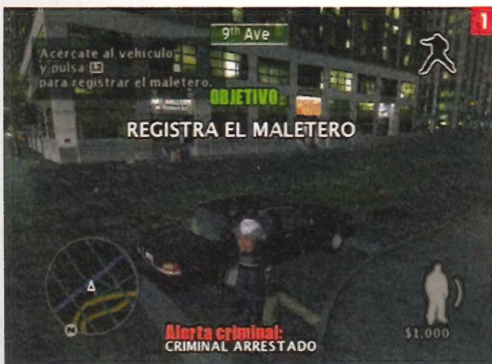 1
9th Ave
Acércate al vehículo
y pulsa L3
para registrar el maletero.
OBJETIVO:
REGISTRA EL MALETERO
N
$1,000
Alerta criminal:
CRIMINAL ARRESTADO